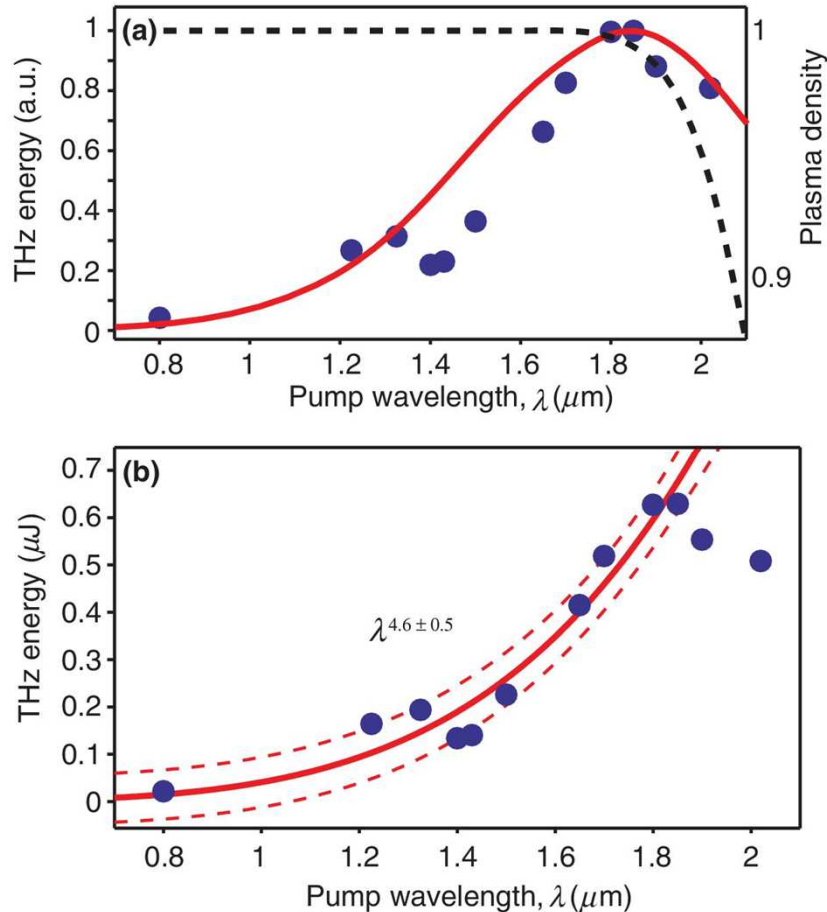 (a)
THz energy (a.u.)
1
0.8
0.6
0.4
0.2
0
1
0.9
Plasma density
0.8 1 1.2 1.4 1.6 1.8 2
Pump wavelength, λ(μm)
(b)
THz energy (μJ)
0.7
0.6
0.5
0.4
0.3
0.2
0.1
0
λ^4.6 ± 0.5
0.8 1 1.2 1.4 1.6 1.8 2
Pump wavelength, λ(μm)